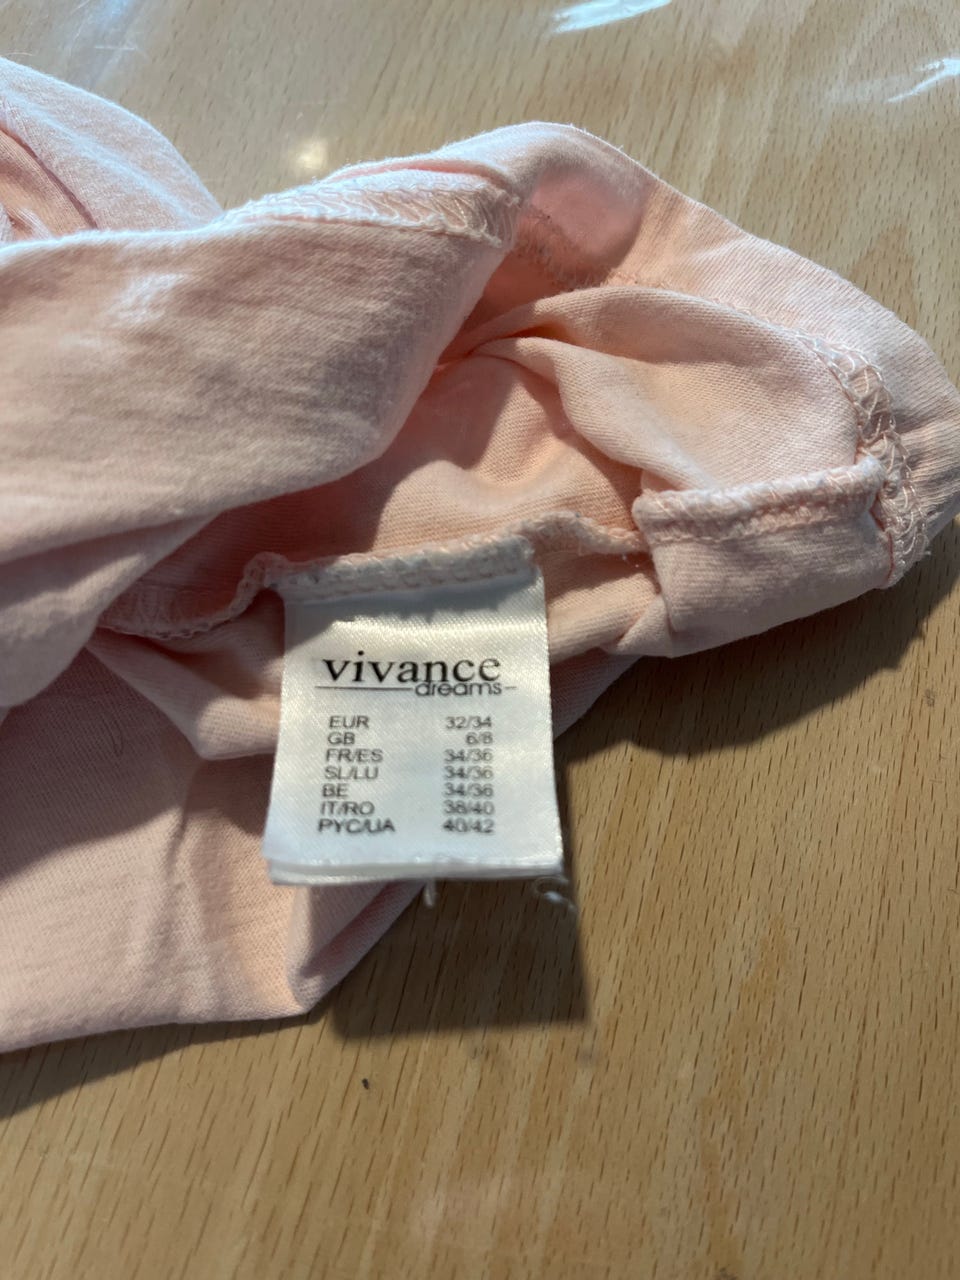 vivance
dreams
EUR 32/34
GB 6/8
FR/ES 34/36
SL/LU 34/36
BE 34/36
IT/RO 38/40
PYC/UA 40/42